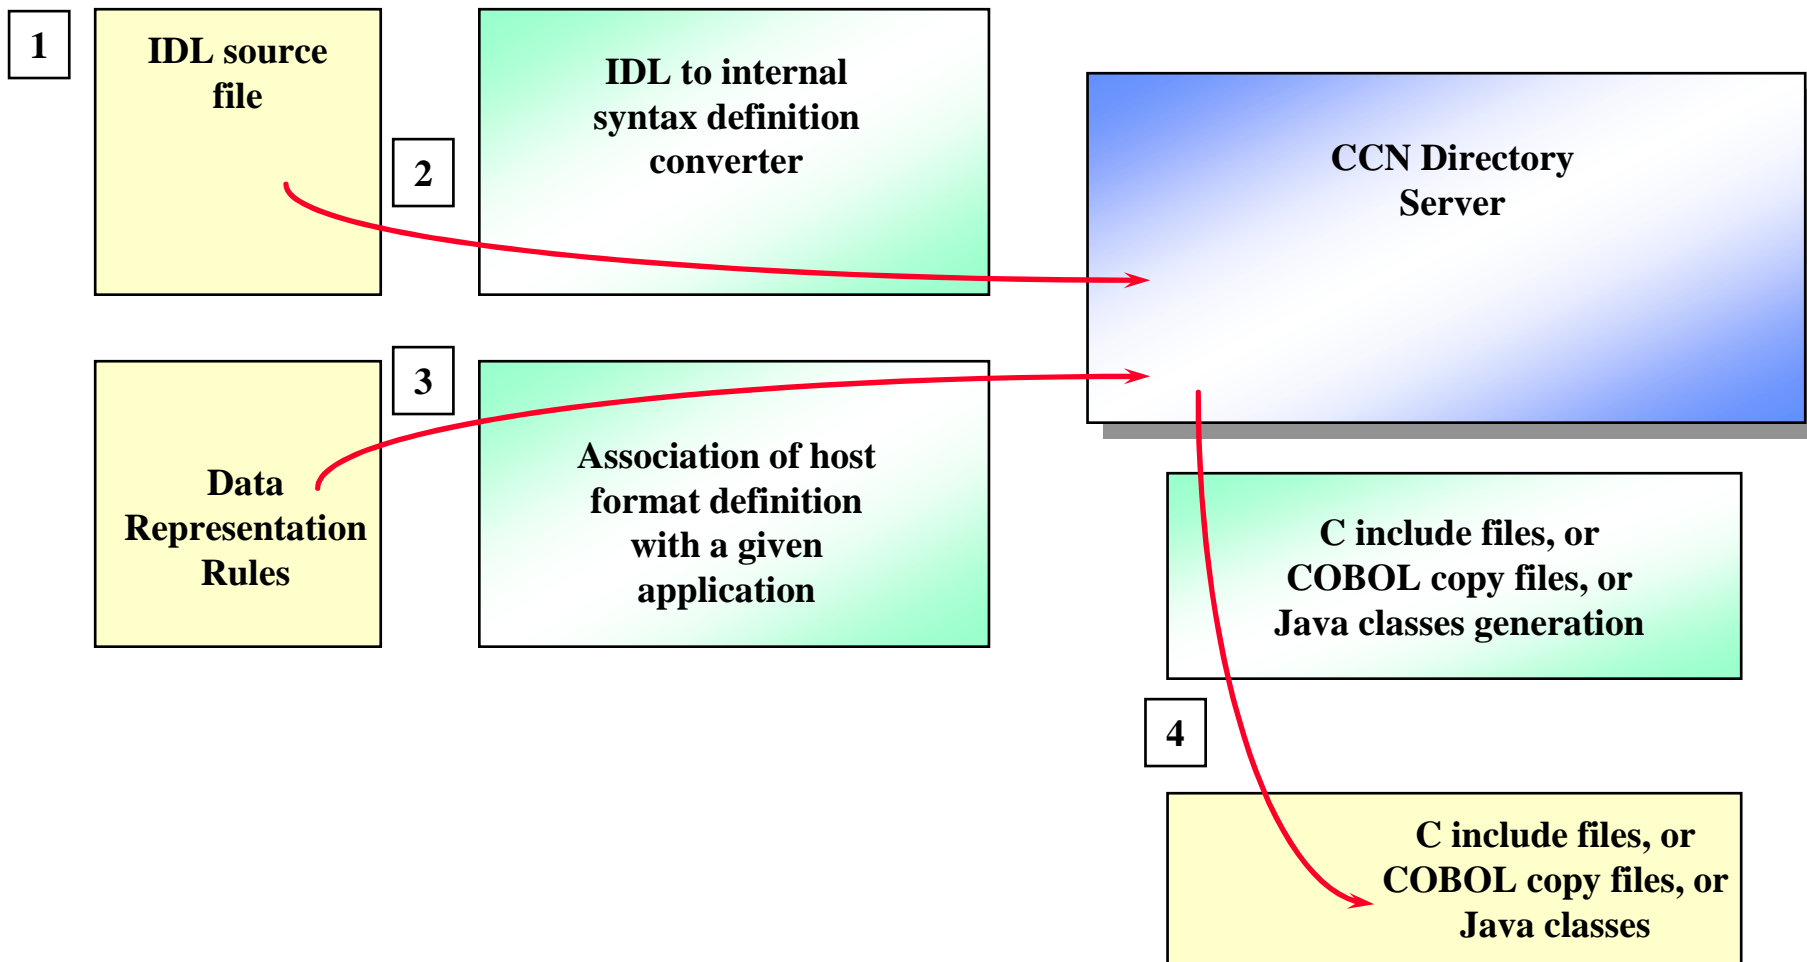 1
IDL source
file
2
IDL to internal
syntax definition
converter
CCN Directory
Server
3
Data
Representation
Rules
Association of host
format definition
with a given
application
C include files, or
COBOL copy files, or
Java classes generation
4
C include files, or
COBOL copy files, or
Java classes